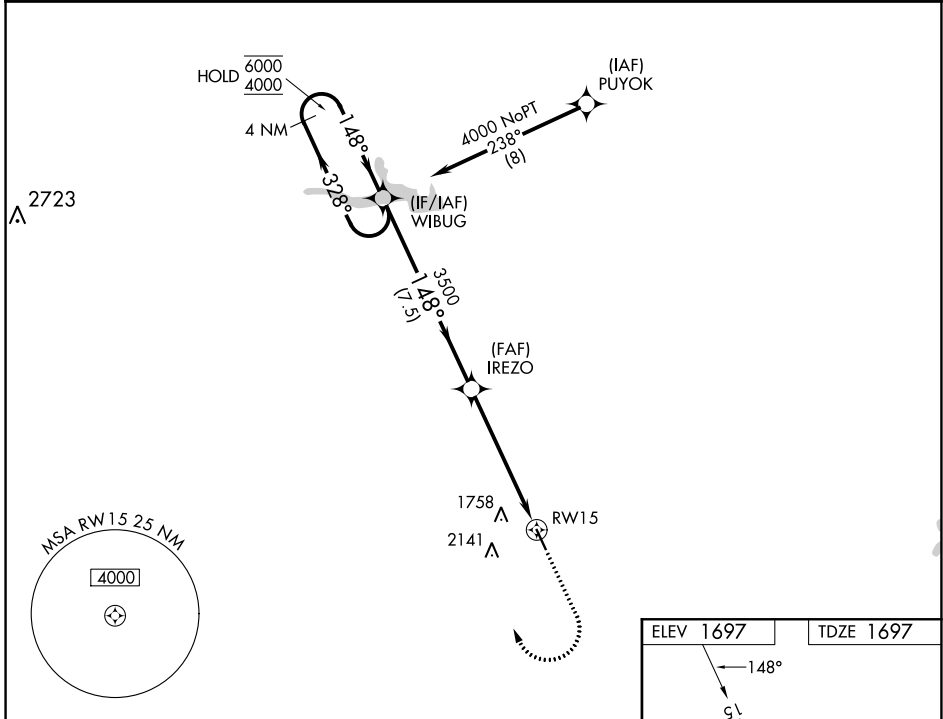 HOLD 6000
4000
4 NM
148°
328°
(IAF)
PUYOK
4000 NoPT
238°
(8)
2723
(IF/IAF)
WIBUG
3500
148°
(7.5)
(FAF)
IREZO
1758
RW15
2141
MSA RW15 25 NM
4000
ELEV 1697
TDZE 1697
148°
15